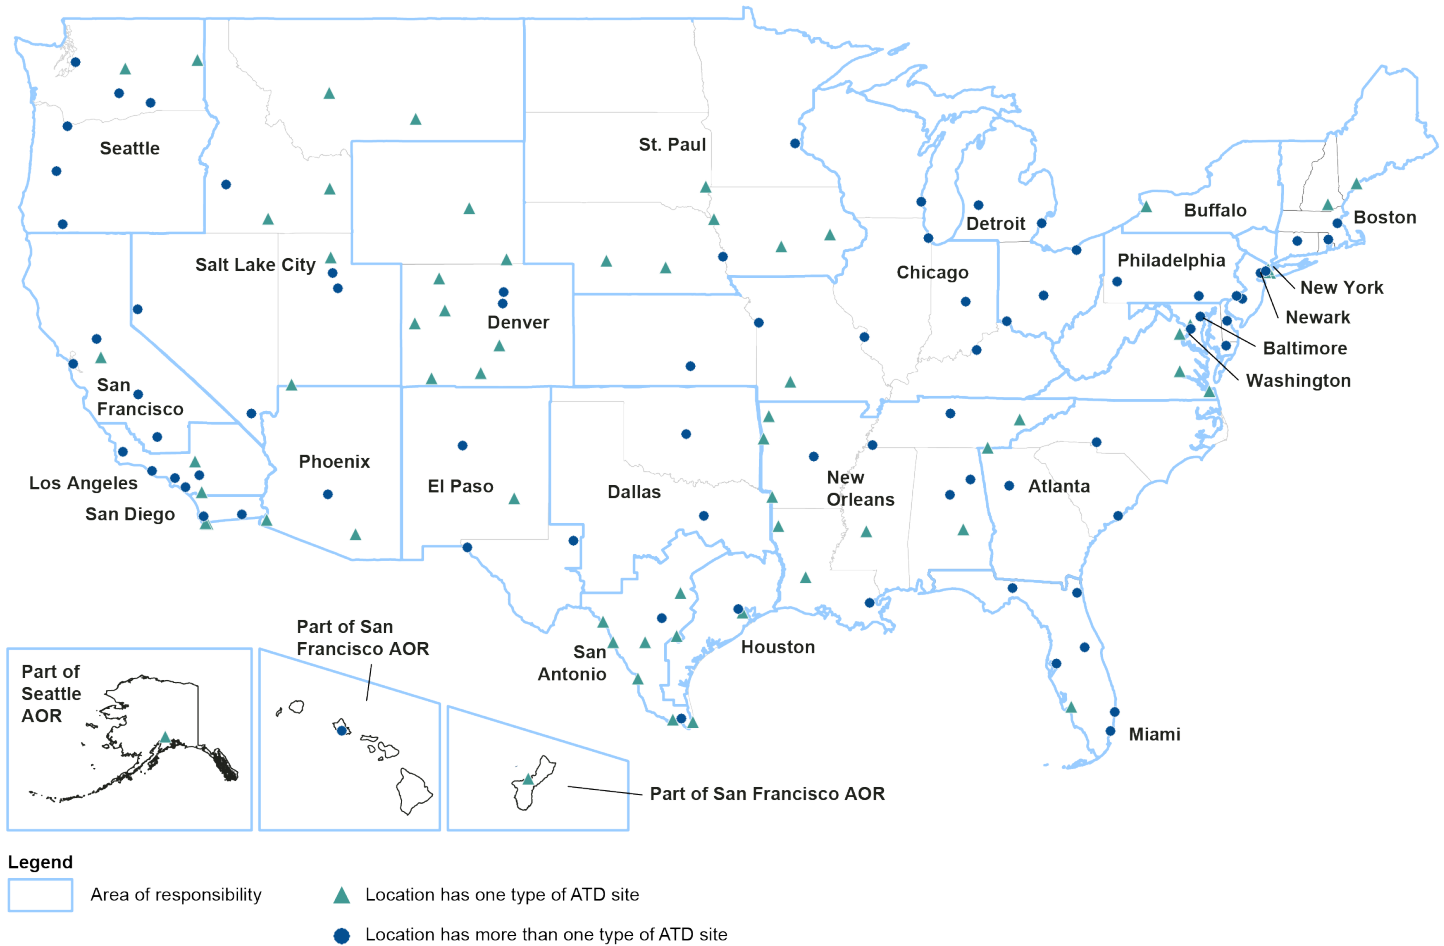 Seattle
St. Paul
Detroit
Buffalo
Boston
Salt Lake City
Chicago
Philadelphia
New York
Newark
Denver
Baltimore
Washington
San
Francisco
Phoenix
El Paso
Dallas
New
Orleans
Atlanta
Los Angeles
San Diego
Part of San
Francisco AOR
San
Antonio
Houston
Part of
Seattle
AOR
Miami
Part of San Francisco AOR
Legend
Area of responsibility
Location has one type of ATD site
Location has more than one type of ATD site